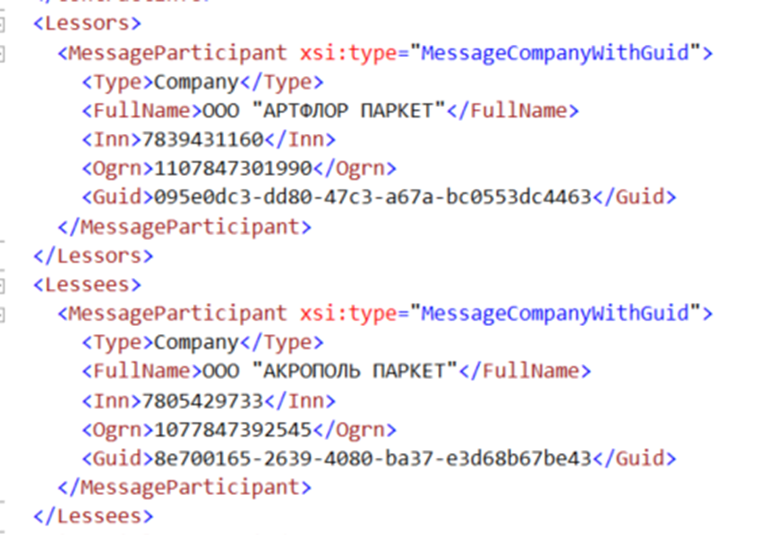 <Lessors>
<MessageParticipant xsi:type="MessageCompanyWithGuid">
<Type>Company</Type>
<FullName>ООО "АРТФЛОР ПАРКЕТ"</FullName>
<Inn>7839431160</Inn>
<Ogrn>1107847301990</Ogrn>
<Guid>095e0dc3-dd80-47c3-a67a-bc0553dc4463</Guid>
</MessageParticipant>
</Lessors>
<Lessees>
<MessageParticipant xsi:type="MessageCompanyWithGuid">
<Type>Company</Type>
<FullName>ООО "АКРОПОЛЬ ПАРКЕТ"</FullName>
<Inn>7805429733</Inn>
<Ogrn>1077847392545</Ogrn>
<Guid>8e700165-2639-4080-ba37-e3d68b67be43</Guid>
</MessageParticipant>
</Lessees>